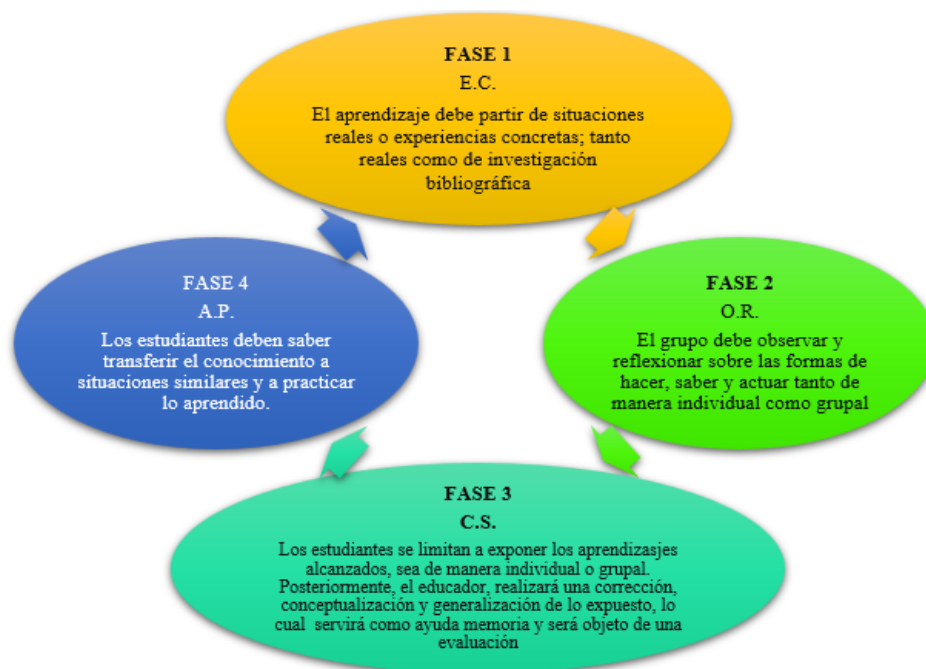 FASE 1
E.C.
El aprendizaje debe partir de situaciones
reales o experiencias concretas; tanto
reales como de investigación
bibliográfica
FASE 2
O.R.
El grupo debe observar y
reflexionar sobre las formas de
hacer, saber y actuar tanto de
manera individual como grupal
FASE 3
C.S.
Los estudiantes se limitan a exponer los aprendizasjes
alcanzados, sea de manera individual o grupal.
Posteriormente, el educador, realizará una corrección,
conceptualización y generalización de lo expuesto, lo
cual servirá como ayuda memoria y será objeto de una
evaluación
FASE 4
A.P.
Los estudiantes deben saber
transferir el conocimiento a
situaciones similares y a practicar
lo aprendido.